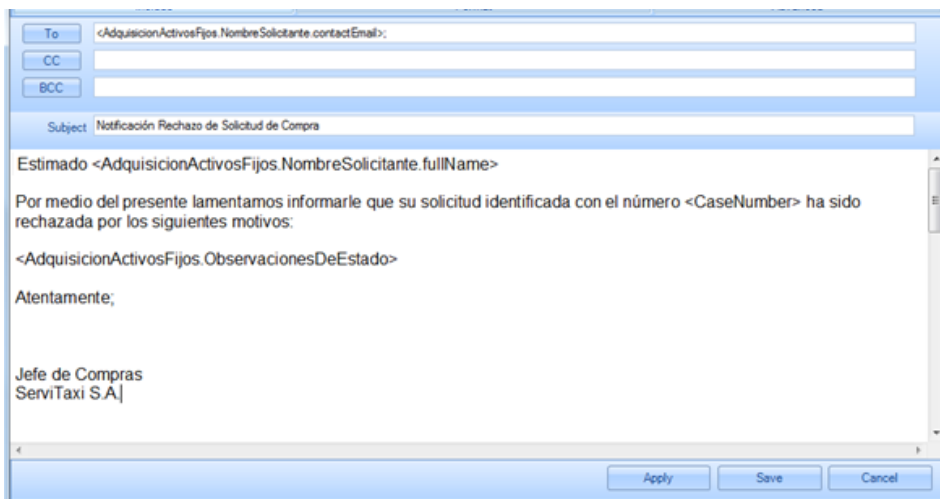 To
<AdquisicionActivosFijos.NombreSolicitante.contactEmail>;
CC
BCC
Subject
Notificación Rechazo de Solicitud de Compra
Estimado <AdquisicionActivosFijos.NombreSolicitante.fullName>
Por medio del presente lamentamos informarle que su solicitud identificada con el número <CaseNumber> ha sido
rechazada por los siguientes motivos:
<AdquisicionActivosFijos.ObservacionesDeEstado>
Atentamente;
Jefe de Compras
ServiTaxi S.A.
Apply
Save
Cancel